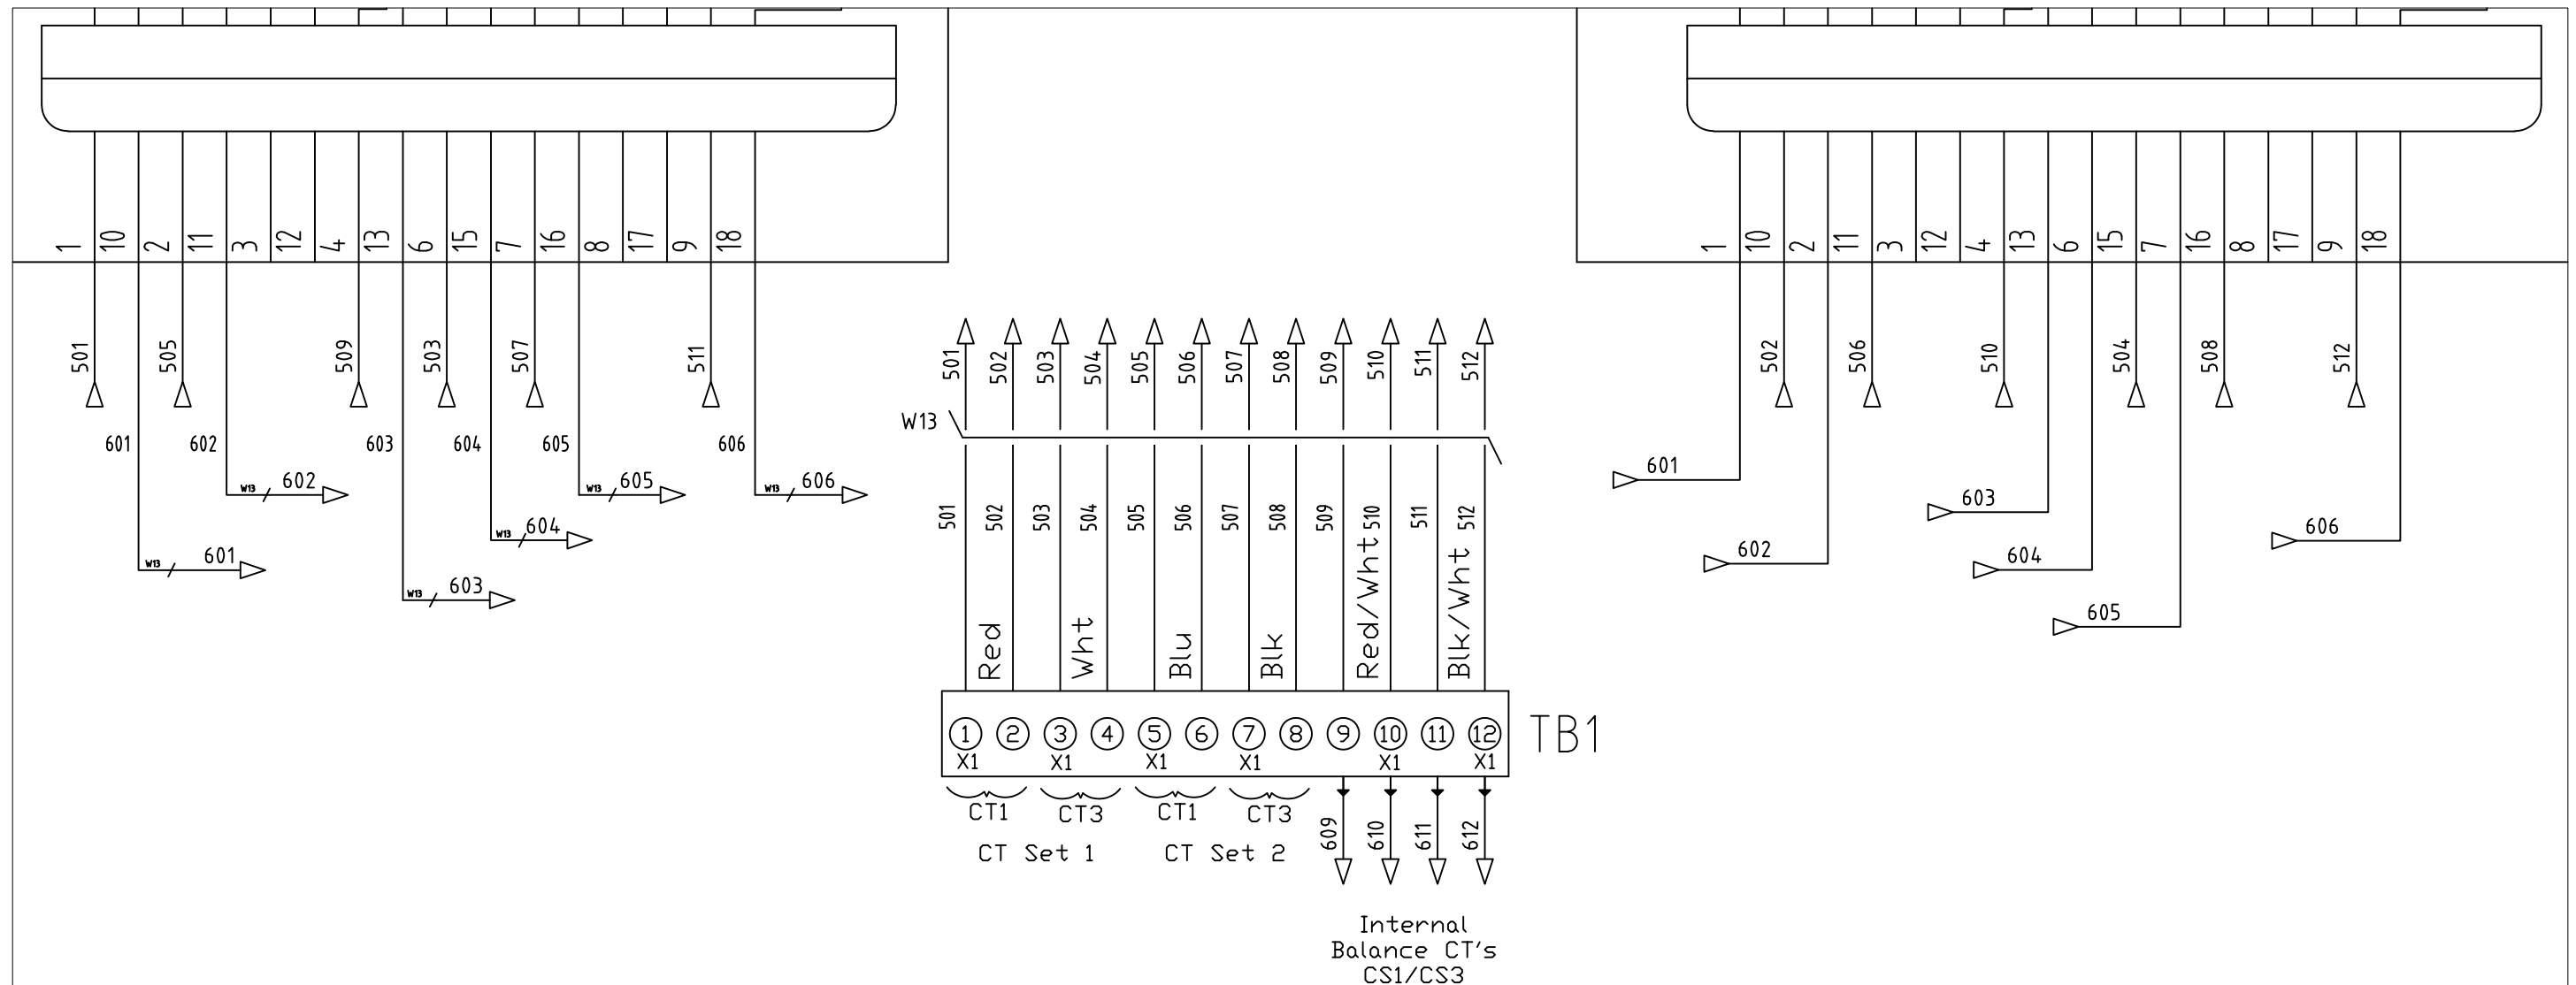 1 10 2 11 3 12 4 13 6 15 7 16 8 17 9 18
1 10 2 11 3 12 4 13 6 15 7 16 8 17 9 18
501 505 509 503 507 511
501 502 503 504 505 506 507 508 509 510 511 512
502 506 510 504 508 512
W13
601 602 603 604 605 606
601
W13 602
W13 605
W13 606
603
W13 604
602
604
606
W13 601
W13 603
605
501 502 503 504 505 506 507 508 509 510 511 512
Red Wht Blu Blk Red/Wht Blk/Wht
1 2 3 4 5 6 7 8 9 10 11 12
TB1
X1 X1 X1 X1 X1 X1
CT1 CT3 CT1 CT3
609 610 611 612
CT Set 1 CT Set 2
Internal
Balance CT's
CS1/CS3